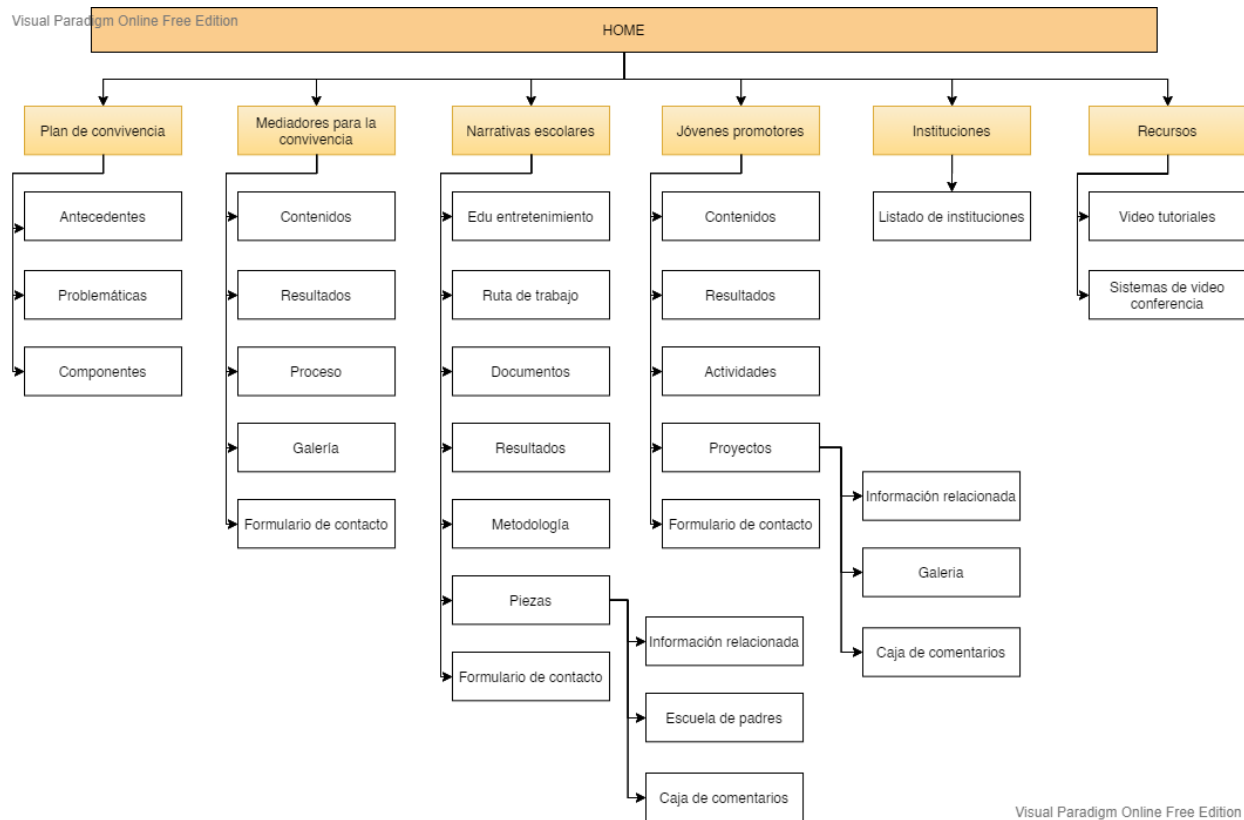 Visual Paradigm Online Free Edition
HOME
Plan de convivencia
Antecedentes
Problemáticas
Componentes
Mediadores para la
convivencia
Contenidos
Resultados
Proceso
Galería
Formulario de contacto
Narrativas escolares
Edu entretenimiento
Ruta de trabajo
Documentos
Resultados
Metodología
Piezas
Información relacionada
Escuela de padres
Caja de comentarios
Formulario de contacto
Jóvenes promotores
Contenidos
Resultados
Actividades
Proyectos
Información relacionada
Galeria
Caja de comentarios
Formulario de contacto
Instituciones
Listado de instituciones
Recursos
Video tutoriales
Sistemas de video
conferencia
Visual Paradigm Online Free Edition